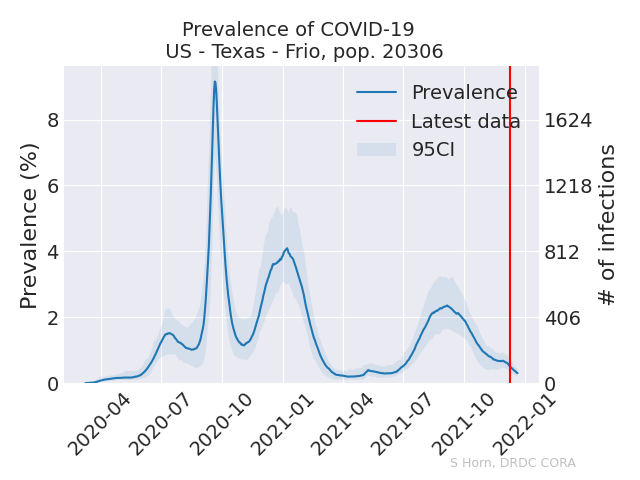 Prevalence of COVID-19
US - Texas - Frio, pop. 20306
Prevalence
Latest data
95CI
Prevalence (%)
8
6
4
2
0
1624
1218
812
406
0
# of infections
2020-04
2020-07
2020-10
2021-01
2021-04
2021-07
2021-10
2022-01
S Horn, DRDC CORA